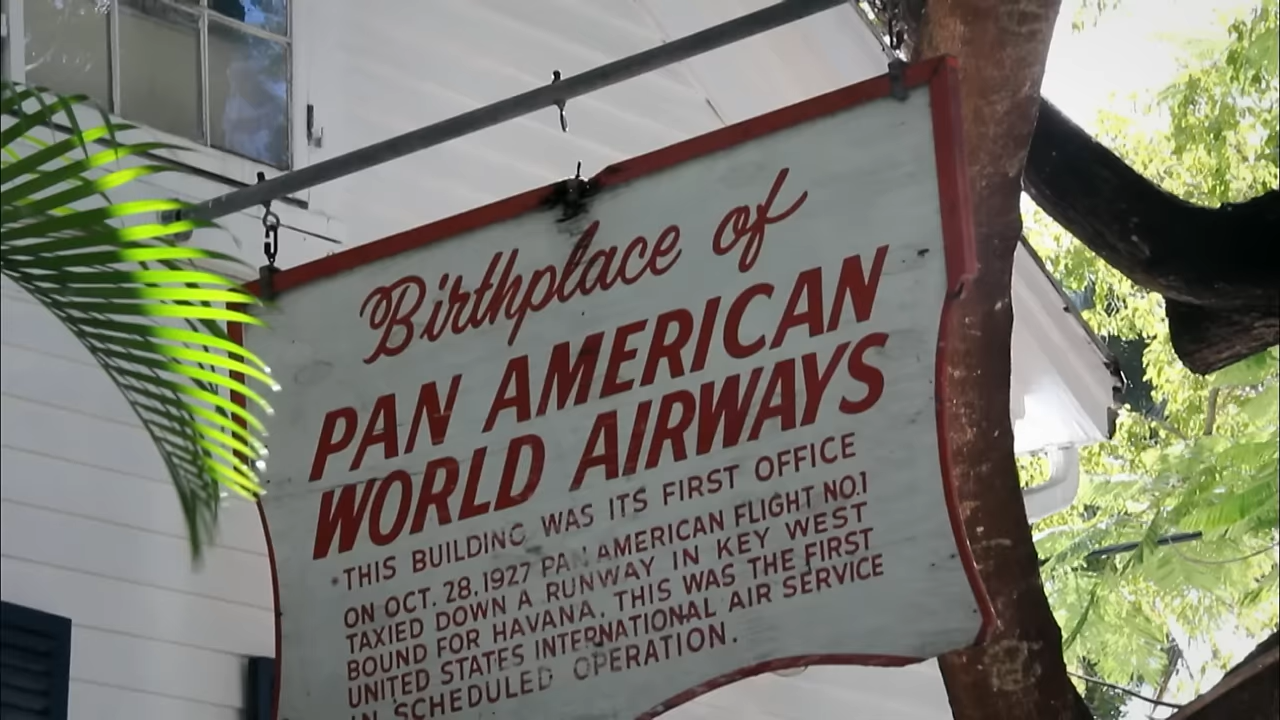 Birthplace of
PAN AMERICAN
WORLD AIRWAYS
THIS BUILDING WAS ITS FIRST OFFICE
ON OCT. 28, 1927 PAN AMERICAN FLIGHT NO.1
TAXIED DOWN A RUNWAY IN KEY WEST
BOUND FOR HAVANA. THIS WAS THE FIRST
UNITED STATES INTERNATIONAL AIR SERVICE
IN SCHEDULED OPERATION.